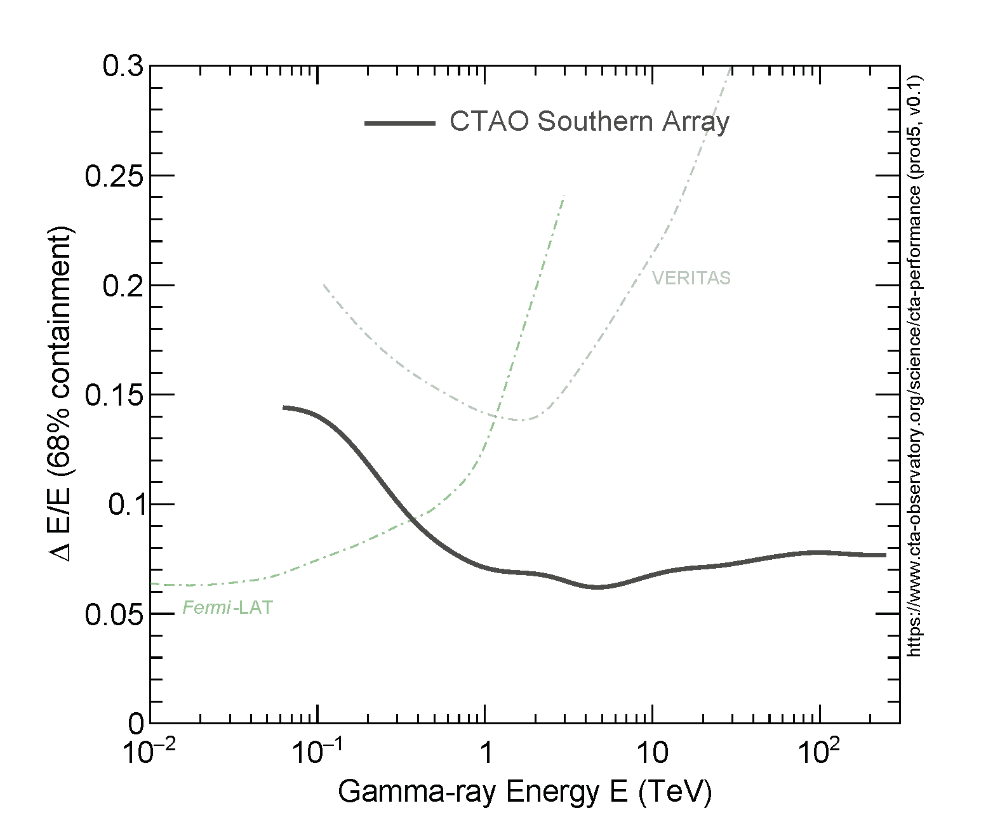 0.3
0.25
0.2
0.15
0.1
0.05
0
Δ E/E (68% containment)
CTAO Southern Array
VERITAS
Fermi-LAT
10⁻²
10⁻¹
1
10
10²
Gamma-ray Energy E (TeV)
https://www.cta-observatory.org/science/cta-performance (prod5, v0.1)